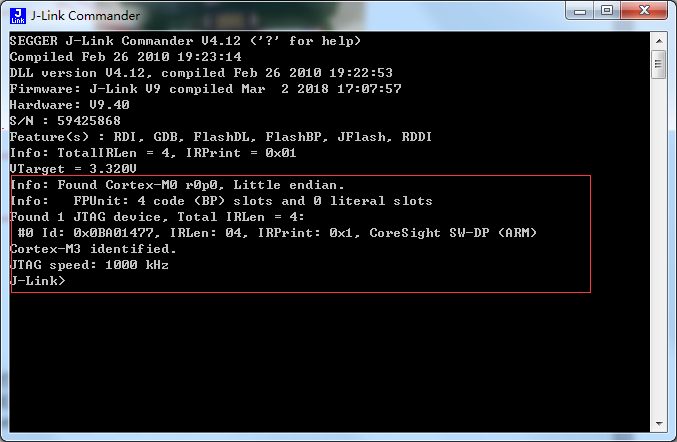 J-Link Commander
SEGGER J-Link Commander V4.12 ('?' for help)
Compiled Feb 26 2010 19:23:14
DLL version V4.12, compiled Feb 26 2010 19:22:53
Firmware: J-Link V9 compiled Mar  2 2018 17:07:57
Hardware: V9.40
S/N : 59425868
Feature(s) : RDI, GDB, FlashDL, FlashBP, JFlash, RDDI
Info: TotalIRLen = 4, IRPrint = 0x01
VTarget = 3.320V
Info: Found Cortex-M0 r0p0, Little endian.
Info:   FPUnit: 4 code (BP) slots and 0 literal slots
Found 1 JTAG device, Total IRLen = 4:
 #0 Id: 0x0BA01477, IRLen: 04, IRPrint: 0x1, CoreSight SW-DP (ARM)
Cortex-M3 identified.
JTAG speed: 1000 kHz
J-Link>